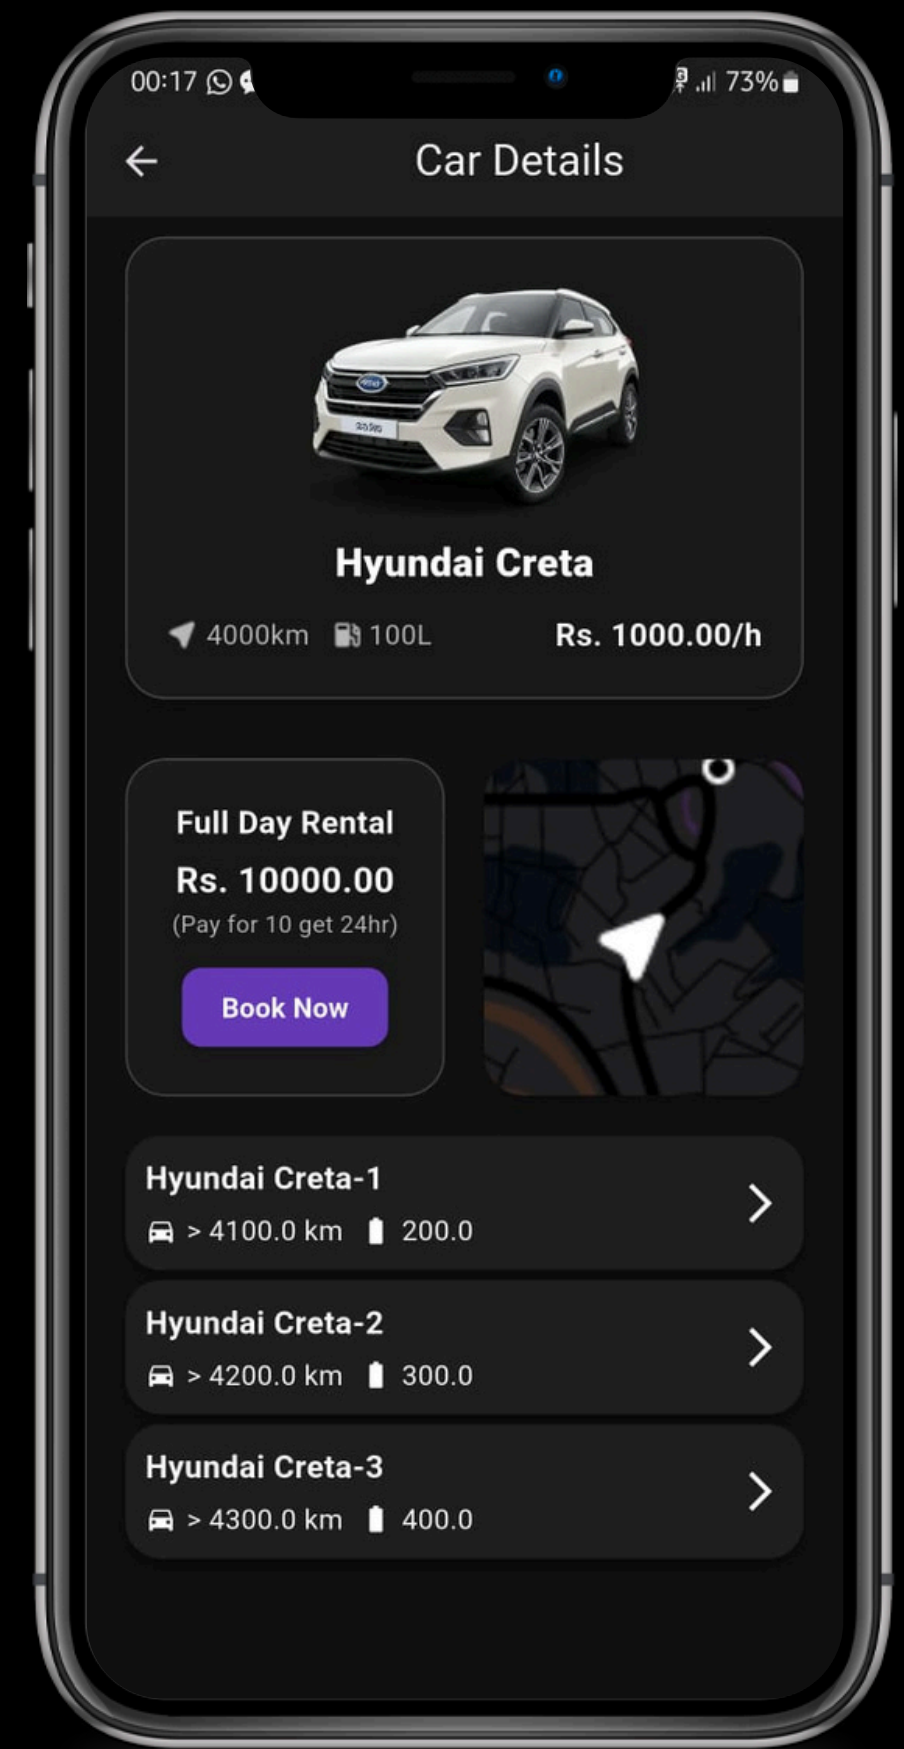 00:17 73%
Car Details
Hyundai Creta
4000km 100L Rs. 1000.00/h
Full Day Rental
Rs. 10000.00
(Pay for 10 get 24hr)
Book Now
Hyundai Creta-1
> 4100.0 km 200.0
Hyundai Creta-2
> 4200.0 km 300.0
Hyundai Creta-3
> 4300.0 km 400.0